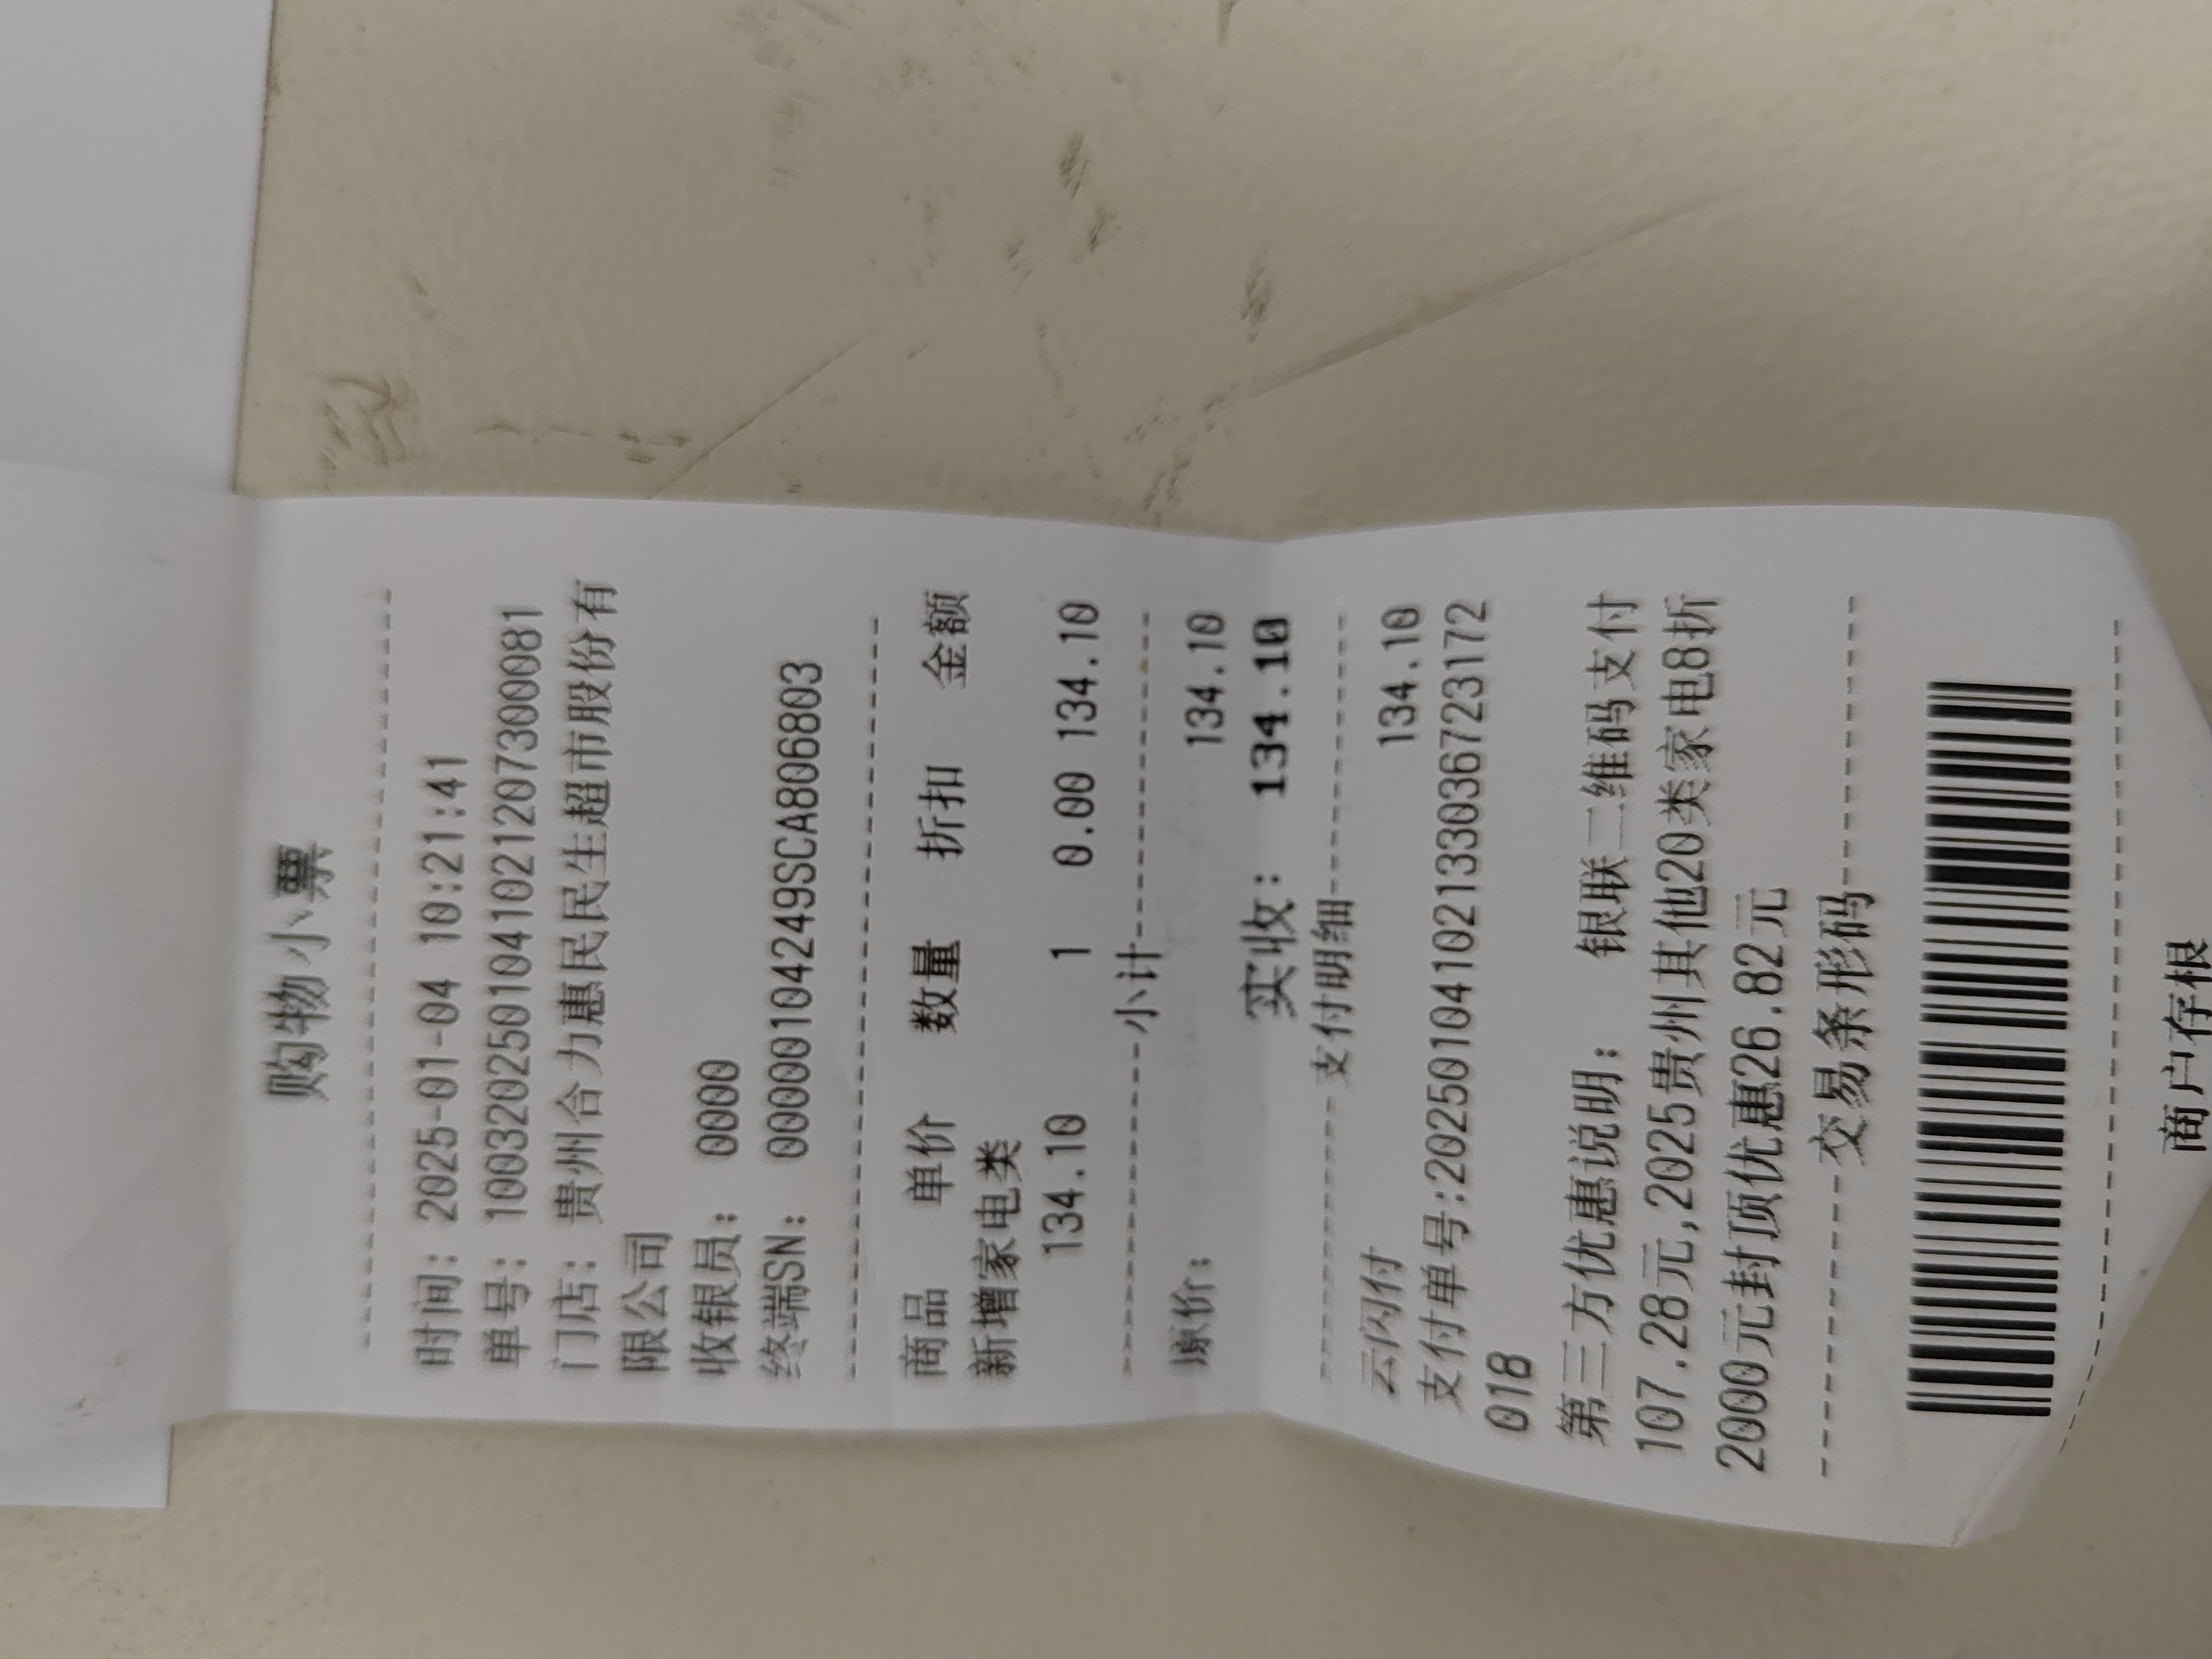 购物小票
时间: 2025-01-04 10:21:41
单号: 1003202501041021120730​0081
门店: 贵州合力惠民民生超市股份有
限公司
收银员: 0000
终端SN: 00000104249SCA806803
商品 单价 数量 折扣 金额
新增家电类
134.10 1 0.00 134.10
小计
原价: 134.10
实收: 134.10
支付明细
云闪付 134.10
支付单号:20250104102133036723172
018
第三方优惠说明: 银联二维码支付
107.28元,2025贵州其他20类家电8折
2000元封顶优惠26.82元
交易条形码
商户存根